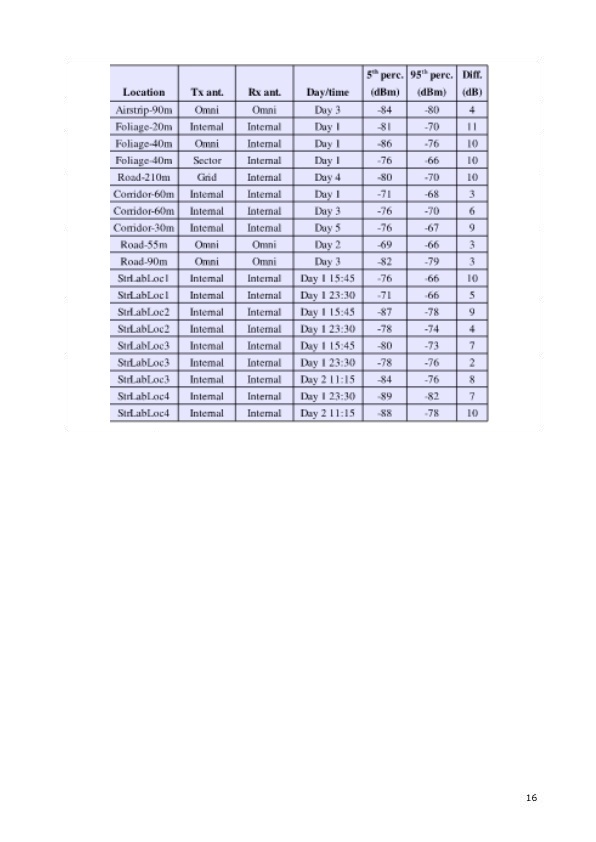 5th perc. 95th perc. Diff.
Location Tx ant. Rx ant. Day/time (dBm) (dBm) (dB)
Airstrip-90m Omni Omni Day 3 -84 -80 4
Foliage-20m Internal Internal Day 1 -81 -70 11
Foliage-40m Omni Internal Day 1 -86 -76 10
Foliage-40m Sector Internal Day 1 -76 -66 10
Road-210m Grid Internal Day 4 -80 -70 10
Corridor-60m Internal Internal Day 1 -71 -68 3
Corridor-60m Internal Internal Day 3 -76 -70 6
Corridor-30m Internal Internal Day 5 -76 -67 9
Road-55m Omni Omni Day 2 -69 -66 3
Road-90m Omni Omni Day 3 -82 -79 3
StrLabLoc1 Internal Internal Day 1 15:45 -76 -66 10
StrLabLoc1 Internal Internal Day 1 23:30 -71 -66 5
StrLabLoc2 Internal Internal Day 1 15:45 -87 -78 9
StrLabLoc2 Internal Internal Day 1 23:30 -78 -74 4
StrLabLoc3 Internal Internal Day 1 15:45 -80 -73 7
StrLabLoc3 Internal Internal Day 1 23:30 -78 -76 2
StrLabLoc3 Internal Internal Day 2 11:15 -84 -76 8
StrLabLoc4 Internal Internal Day 1 23:30 -89 -82 7
StrLabLoc4 Internal Internal Day 2 11:15 -88 -78 10
16